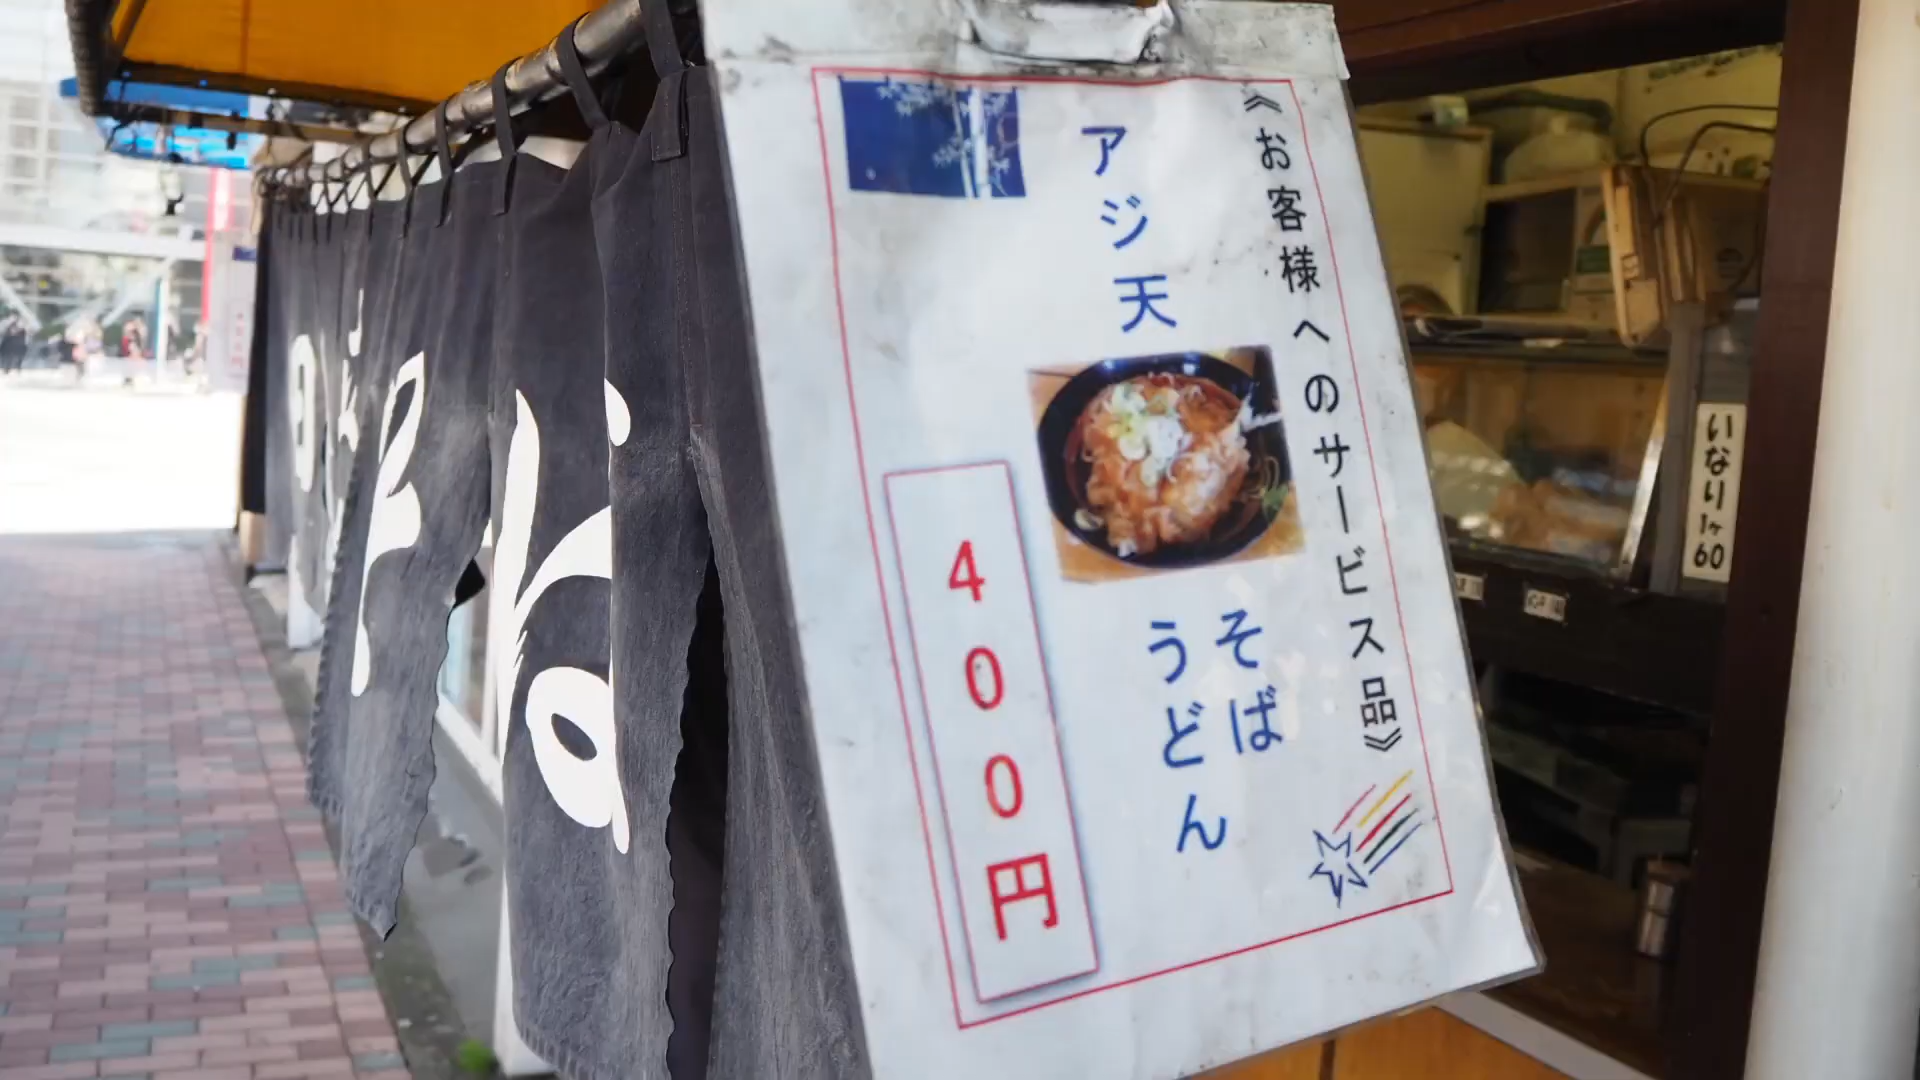 《お客様へのサービス品》
アジ天
そば
うどん
400円
いなり1ヶ60